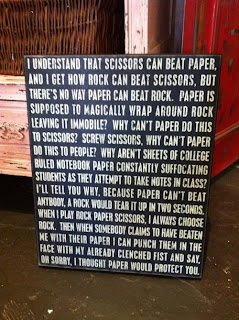 I UNDERSTAND THAT SCISSORS CAN BEAT PAPER,
AND I GET HOW ROCK CAN BEAT SCISSORS, BUT
THERE'S NO WAY PAPER CAN BEAT ROCK. PAPER IS
SUPPOSED TO MAGICALLY WRAP AROUND ROCK
LEAVING IT IMMOBILE? WHY CAN'T PAPER DO THIS
TO SCISSORS? SCREW SCISSORS, WHY CAN'T PAPER
DO THIS TO PEOPLE? WHY AREN'T SHEETS OF COLLEGE
RULED NOTEBOOK PAPER CONSTANTLY SUFFOCATING
STUDENTS AS THEY ATTEMPT TO TAKE NOTES IN CLASS?
I'LL TELL YOU WHY, BECAUSE PAPER CAN'T BEAT
ANYBODY, A ROCK WOULD TEAR IT UP IN TWO SECONDS.
WHEN I PLAY ROCK PAPER SCISSORS, I ALWAYS CHOOSE
ROCK. THEN WHEN SOMEBODY CLAIMS TO HAVE BEATEN
ME WITH THEIR PAPER I CAN PUNCH THEM IN THE
FACE WITH MY ALREADY CLENCHED FIST AND SAY,
OH SORRY, I THOUGHT PAPER WOULD PROTECT YOU.